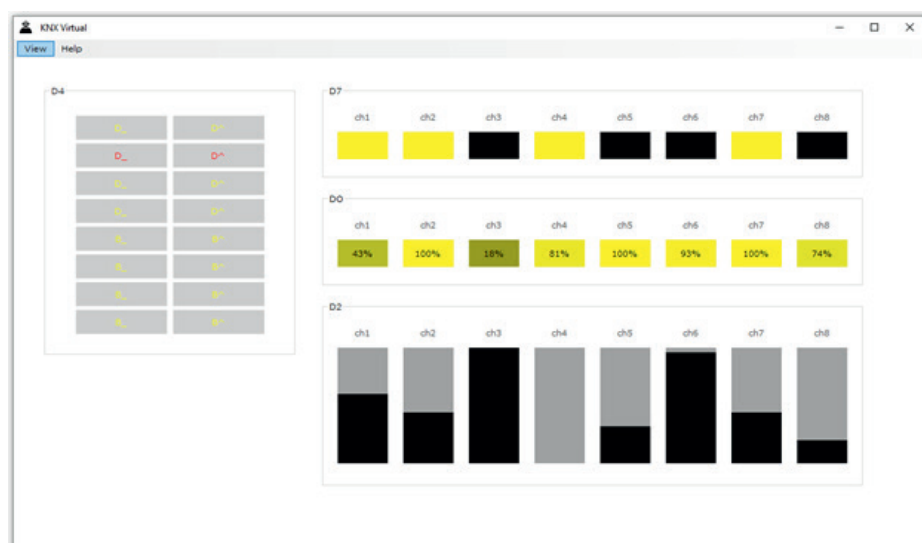 KNX Virtual
View Help
D4
D_ D^
D_ D^
D_ D^
D_ D^
B_ B^
B_ B^
B_ B^
B_ B^
D7
ch1 ch2 ch3 ch4 ch5 ch6 ch7 ch8
D0
ch1 ch2 ch3 ch4 ch5 ch6 ch7 ch8
43% 100% 18% 81% 100% 93% 100% 74%
D2
ch1 ch2 ch3 ch4 ch5 ch6 ch7 ch8